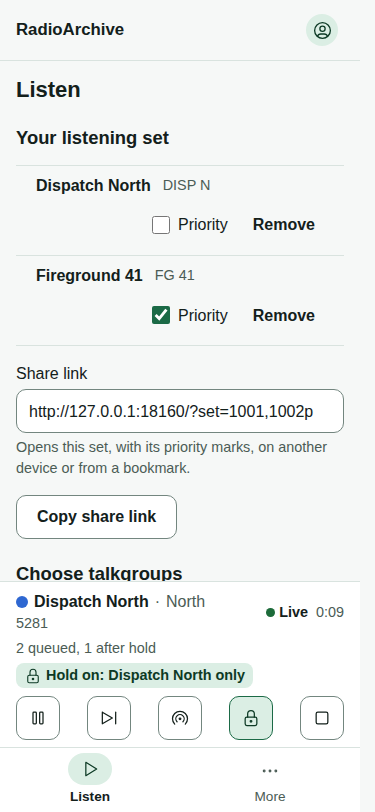 RadioArchive
Listen
Your listening set
Dispatch North DISP N
Priority Remove
Fireground 41 FG 41
Priority Remove
Share link
http://127.0.0.1:18160/?set=1001,1002p
Opens this set, with its priority marks, on another
device or from a bookmark.
Copy share link
Choose talkgroups
Dispatch North · North
5281
Live 0:09
2 queued, 1 after hold
Hold on: Dispatch North only
Listen
More